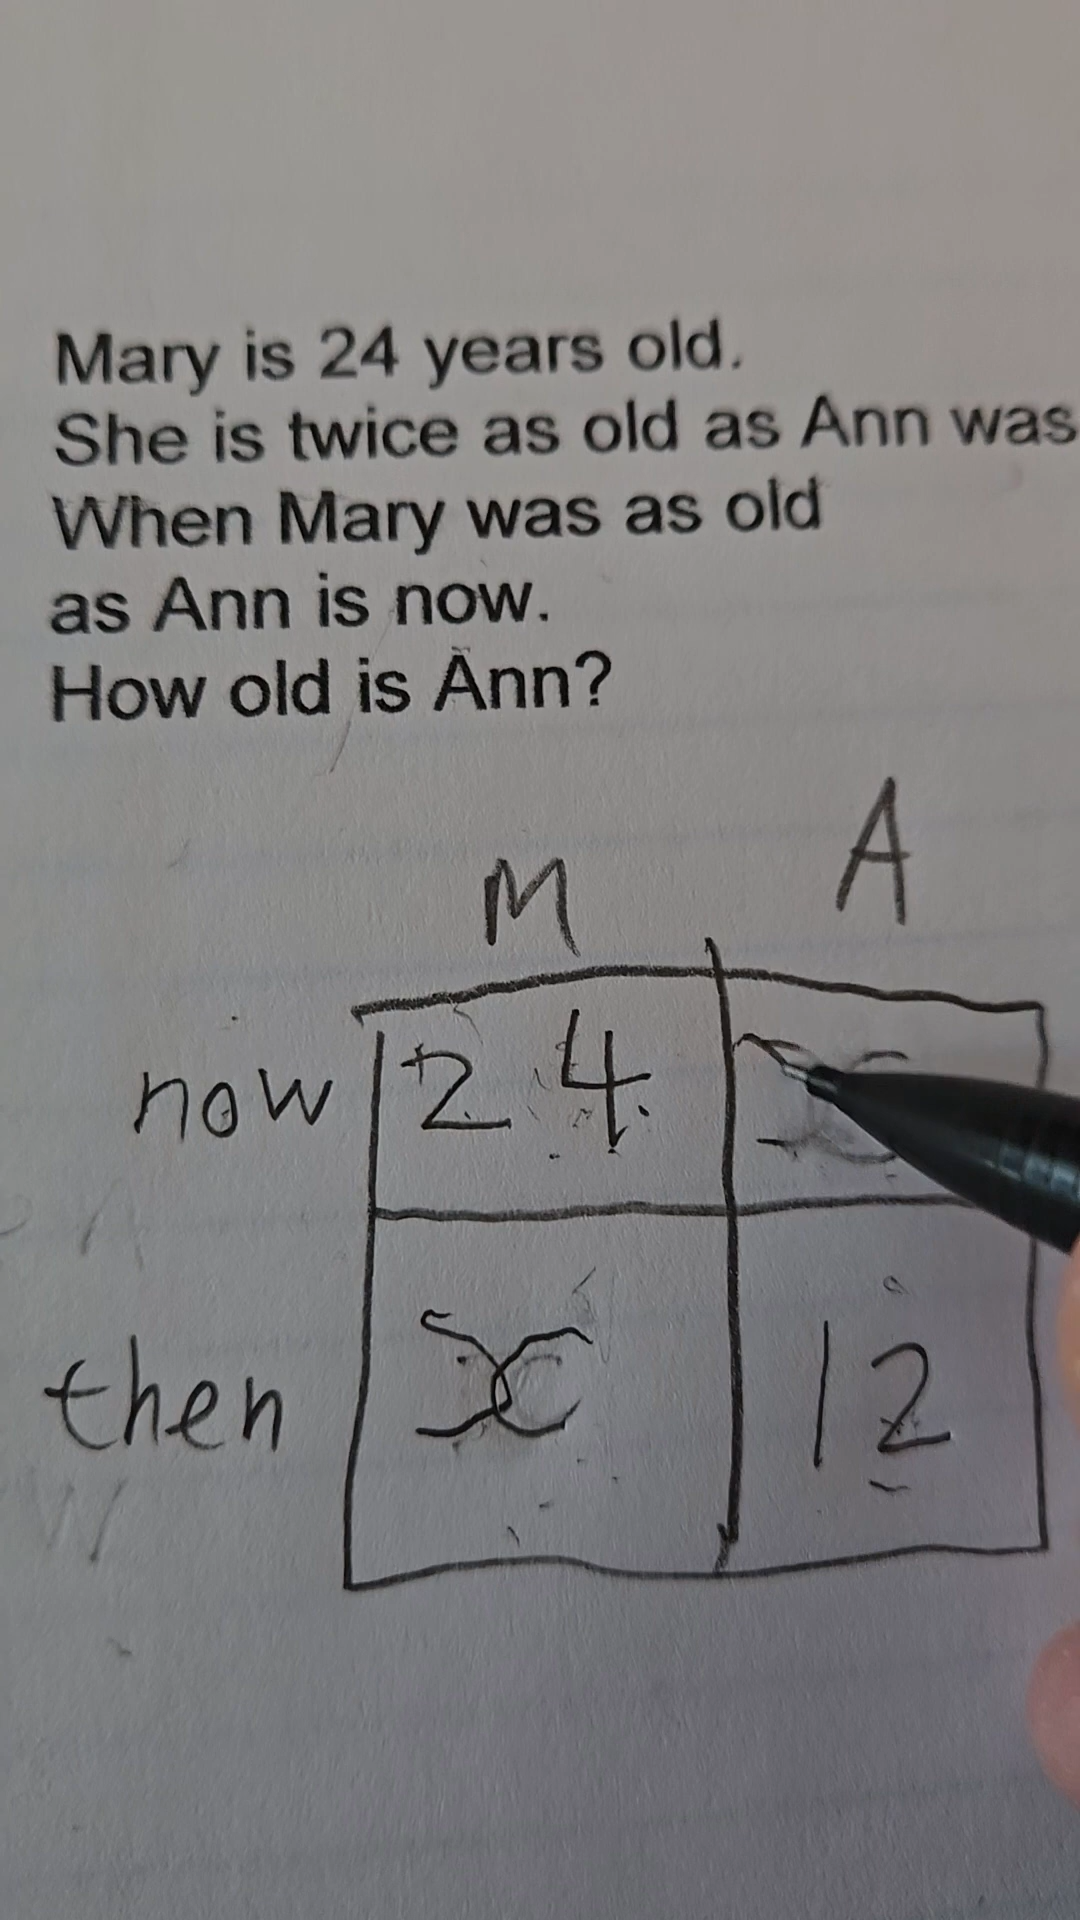 Mary is 24 years old.
She is twice as old as Ann was
When Mary was as old
as Ann is now.
How old is Ann?
M A
now 24
then x 12